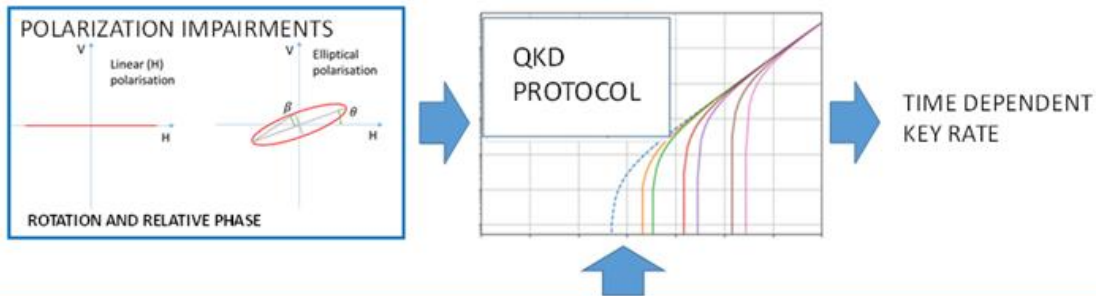 POLARIZATION IMPAIRMENTS
V
Linear (H)
polarisation
H
V
Elliptical
polarisation
β
θ
H
ROTATION AND RELATIVE PHASE
QKD
PROTOCOL
TIME DEPENDENT
KEY RATE